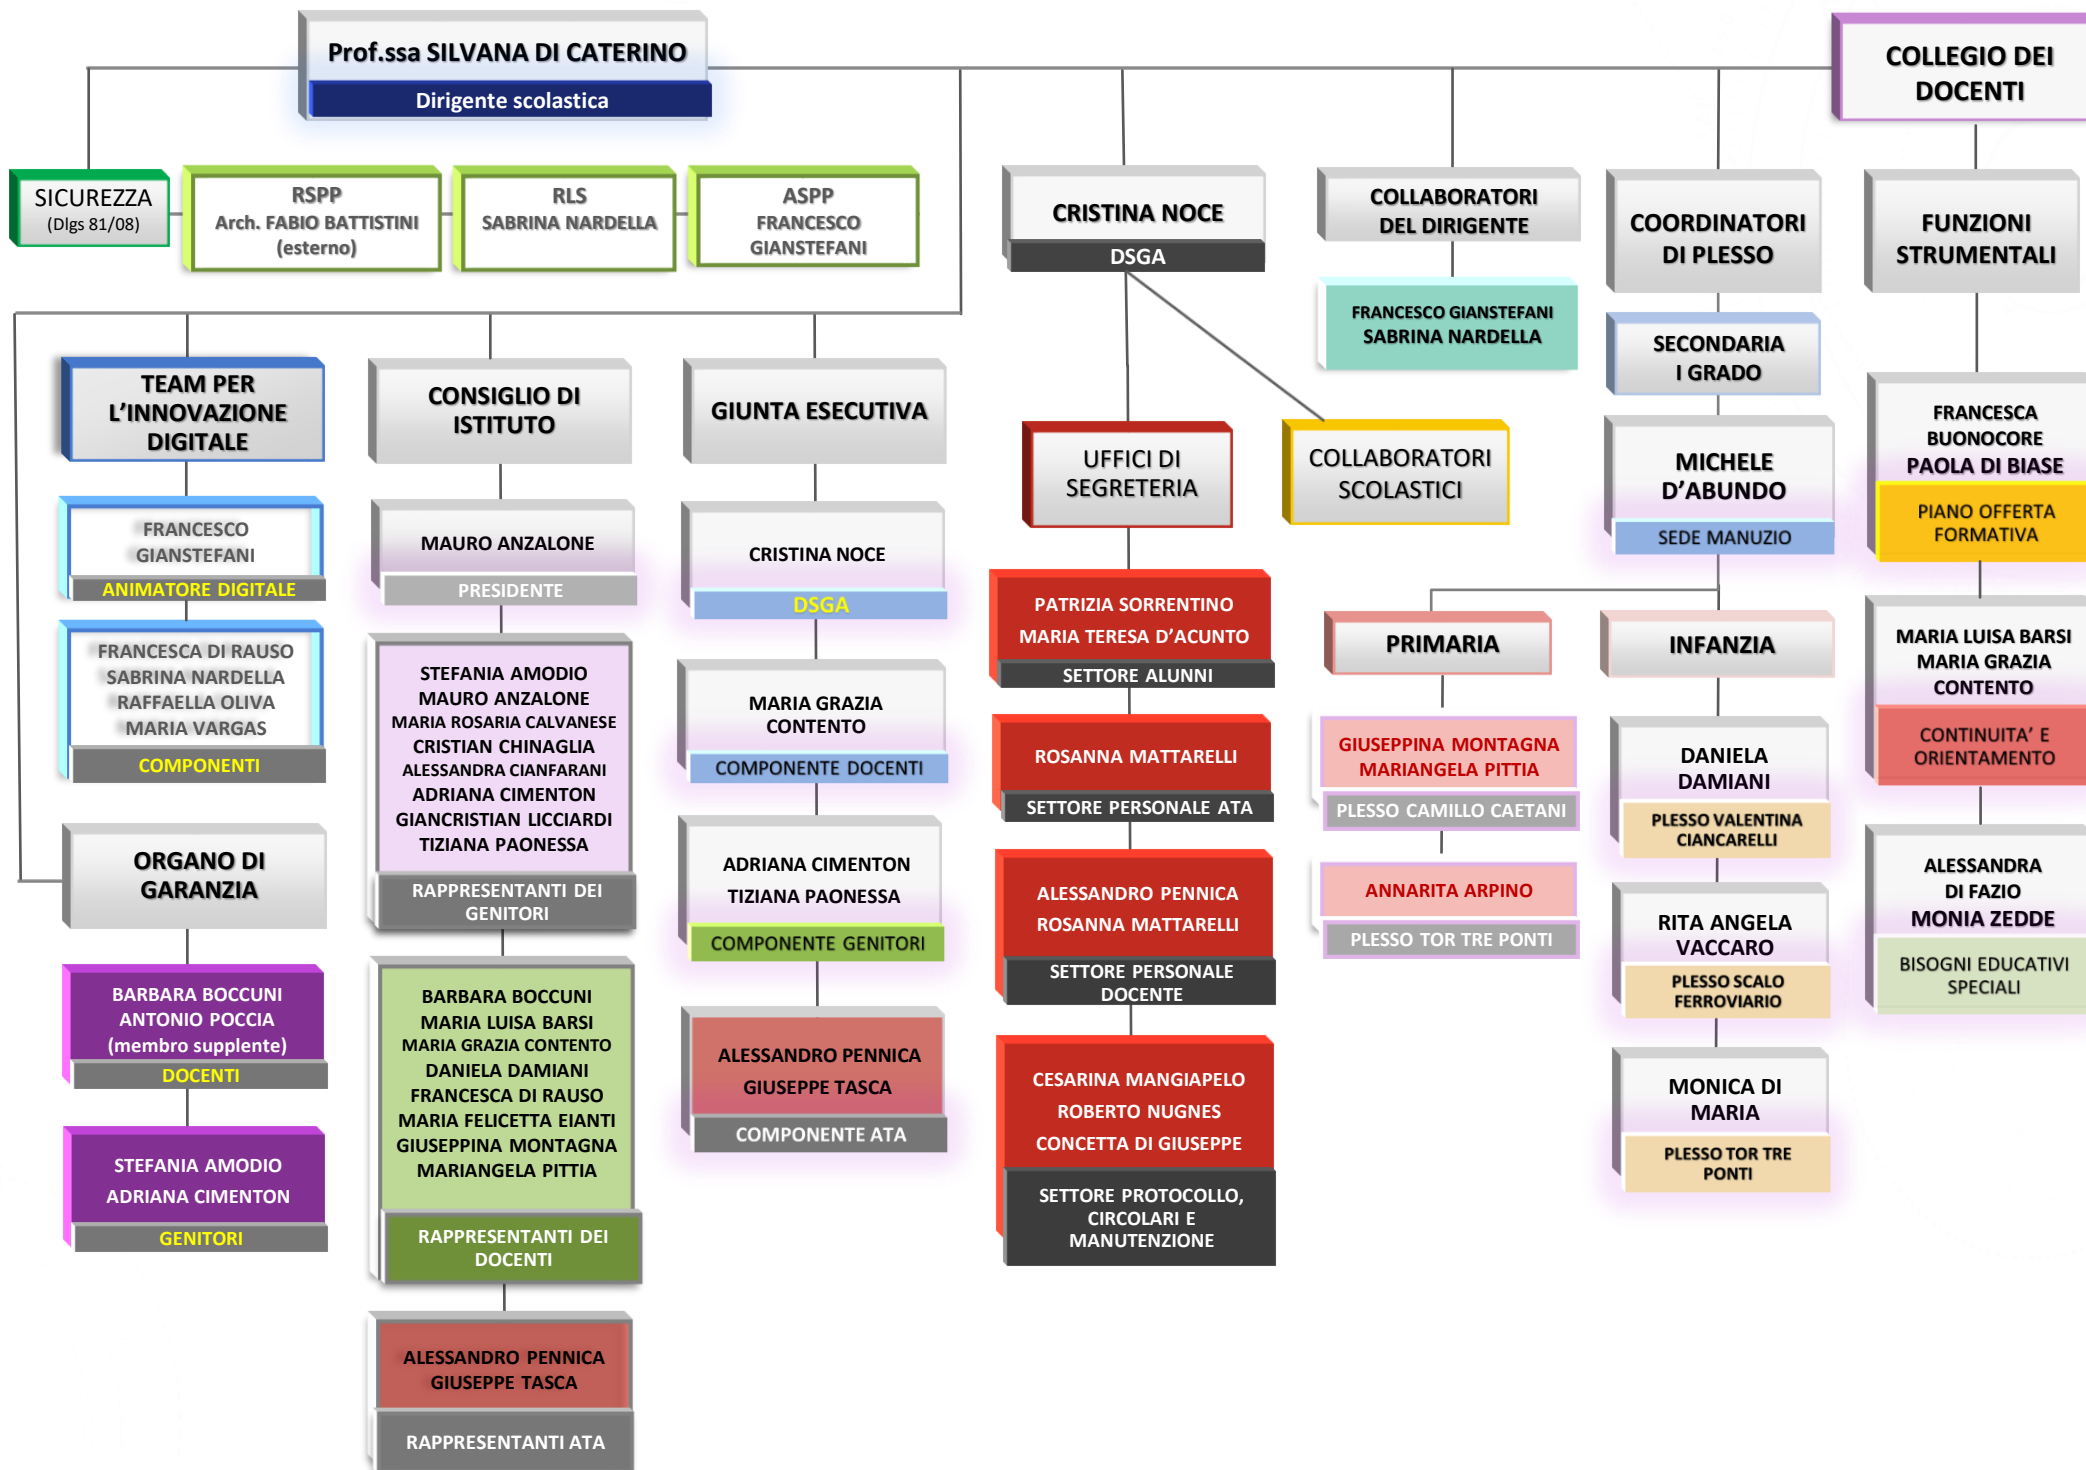 Prof.ssa SILVANA DI CATERINO
Dirigente scolastica
COLLEGIO DEI
DOCENTI
SICUREZZA
(Dlgs 81/08)
RSPP
Arch. FABIO BATTISTINI
(esterno)
RLS
SABRINA NARDELLA
ASPP
FRANCESCO
GIANSTEFANI
CRISTINA NOCE
DSGA
COLLABORATORI
DEL DIRIGENTE
FRANCESCO GIANSTEFANI
SABRINA NARDELLA
COORDINATORI
DI PLESSO
FUNZIONI
STRUMENTALI
TEAM PER
L’INNOVAZIONE
DIGITALE
FRANCESCO
GIANSTEFANI
ANIMATORE DIGITALE
FRANCESCA DI RAUSO
SABRINA NARDELLA
RAFFAELLA OLIVA
MARIA VARGAS
COMPONENTI
ORGANO DI
GARANZIA
BARBARA BOCCUNI
ANTONIO POCCIA
(membro supplente)
DOCENTI
STEFANIA AMODIO
ADRIANA CIMENTON
GENITORI
CONSIGLIO DI
ISTITUTO
MAURO ANZALONE
PRESIDENTE
STEFANIA AMODIO
MAURO ANZALONE
MARIA ROSARIA CALVANESE
CRISTIAN CHINAGLIA
ALESSANDRA CIANFARANI
ADRIANA CIMENTON
GIANCRISTIAN LICCIARDI
TIZIANA PAONESSA
RAPPRESENTANTI DEI
GENITORI
BARBARA BOCCUNI
MARIA LUISA BARSI
MARIA GRAZIA CONTENTO
DANIELA DAMIANI
FRANCESCA DI RAUSO
MARIA FELICETTA EIANTI
GIUSEPPINA MONTAGNA
MARIANGELA PITTIA
RAPPRESENTANTI DEI
DOCENTI
ALESSANDRO PENNICA
GIUSEPPE TASCA
RAPPRESENTANTI ATA
GIUNTA ESECUTIVA
CRISTINA NOCE
DSGA
MARIA GRAZIA
CONTENTO
COMPONENTE DOCENTI
ADRIANA CIMENTON
TIZIANA PAONESSA
COMPONENTE GENITORI
ALESSANDRO PENNICA
GIUSEPPE TASCA
COMPONENTE ATA
UFFICI DI
SEGRETERIA
PATRIZIA SORRENTINO
MARIA TERESA D’ACUNTO
SETTORE ALUNNI
ROSANNA MATTARELLI
SETTORE PERSONALE ATA
ALESSANDRO PENNICA
ROSANNA MATTARELLI
SETTORE PERSONALE
DOCENTE
CESARINA MANGIAPELO
ROBERTO NUGNES
CONCETTA DI GIUSEPPE
SETTORE PROTOCOLLO,
CIRCOLARI E
MANUTENZIONE
COLLABORATORI
SCOLASTICI
SECONDARIA
I GRADO
MICHELE
D’ABUNDO
SEDE MANUZIO
PRIMARIA
GIUSEPPINA MONTAGNA
MARIANGELA PITTIA
PLESSO CAMILLO CAETANI
ANNARITA ARPINO
PLESSO TOR TRE PONTI
INFANZIA
DANIELA
DAMIANI
PLESSO VALENTINA
CIANCARELLI
RITA ANGELA
VACCARO
PLESSO SCALO
FERROVIARIO
MONICA DI
MARIA
PLESSO TOR TRE
PONTI
FRANCESCA
BUONOCORE
PAOLA DI BIASE
PIANO OFFERTA
FORMATIVA
MARIA LUISA BARSI
MARIA GRAZIA
CONTENTO
CONTINUITA’ E
ORIENTAMENTO
ALESSANDRA
DI FAZIO
MONIA ZEDDE
BISOGNI EDUCATIVI
SPECIALI